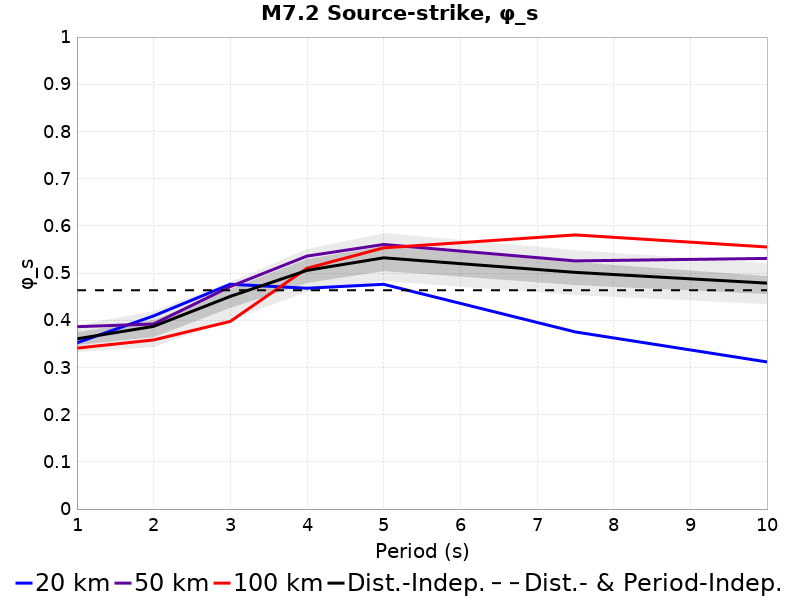 M7.2 Source-strike, φ_s
1
0.9
0.8
0.7
0.6
0.5
0.4
0.3
0.2
0.1
0
φ_s
1 2 3 4 5 6 7 8 9 10
Period (s)
20 km 50 km 100 km Dist.-Indep. Dist.- & Period-Indep.